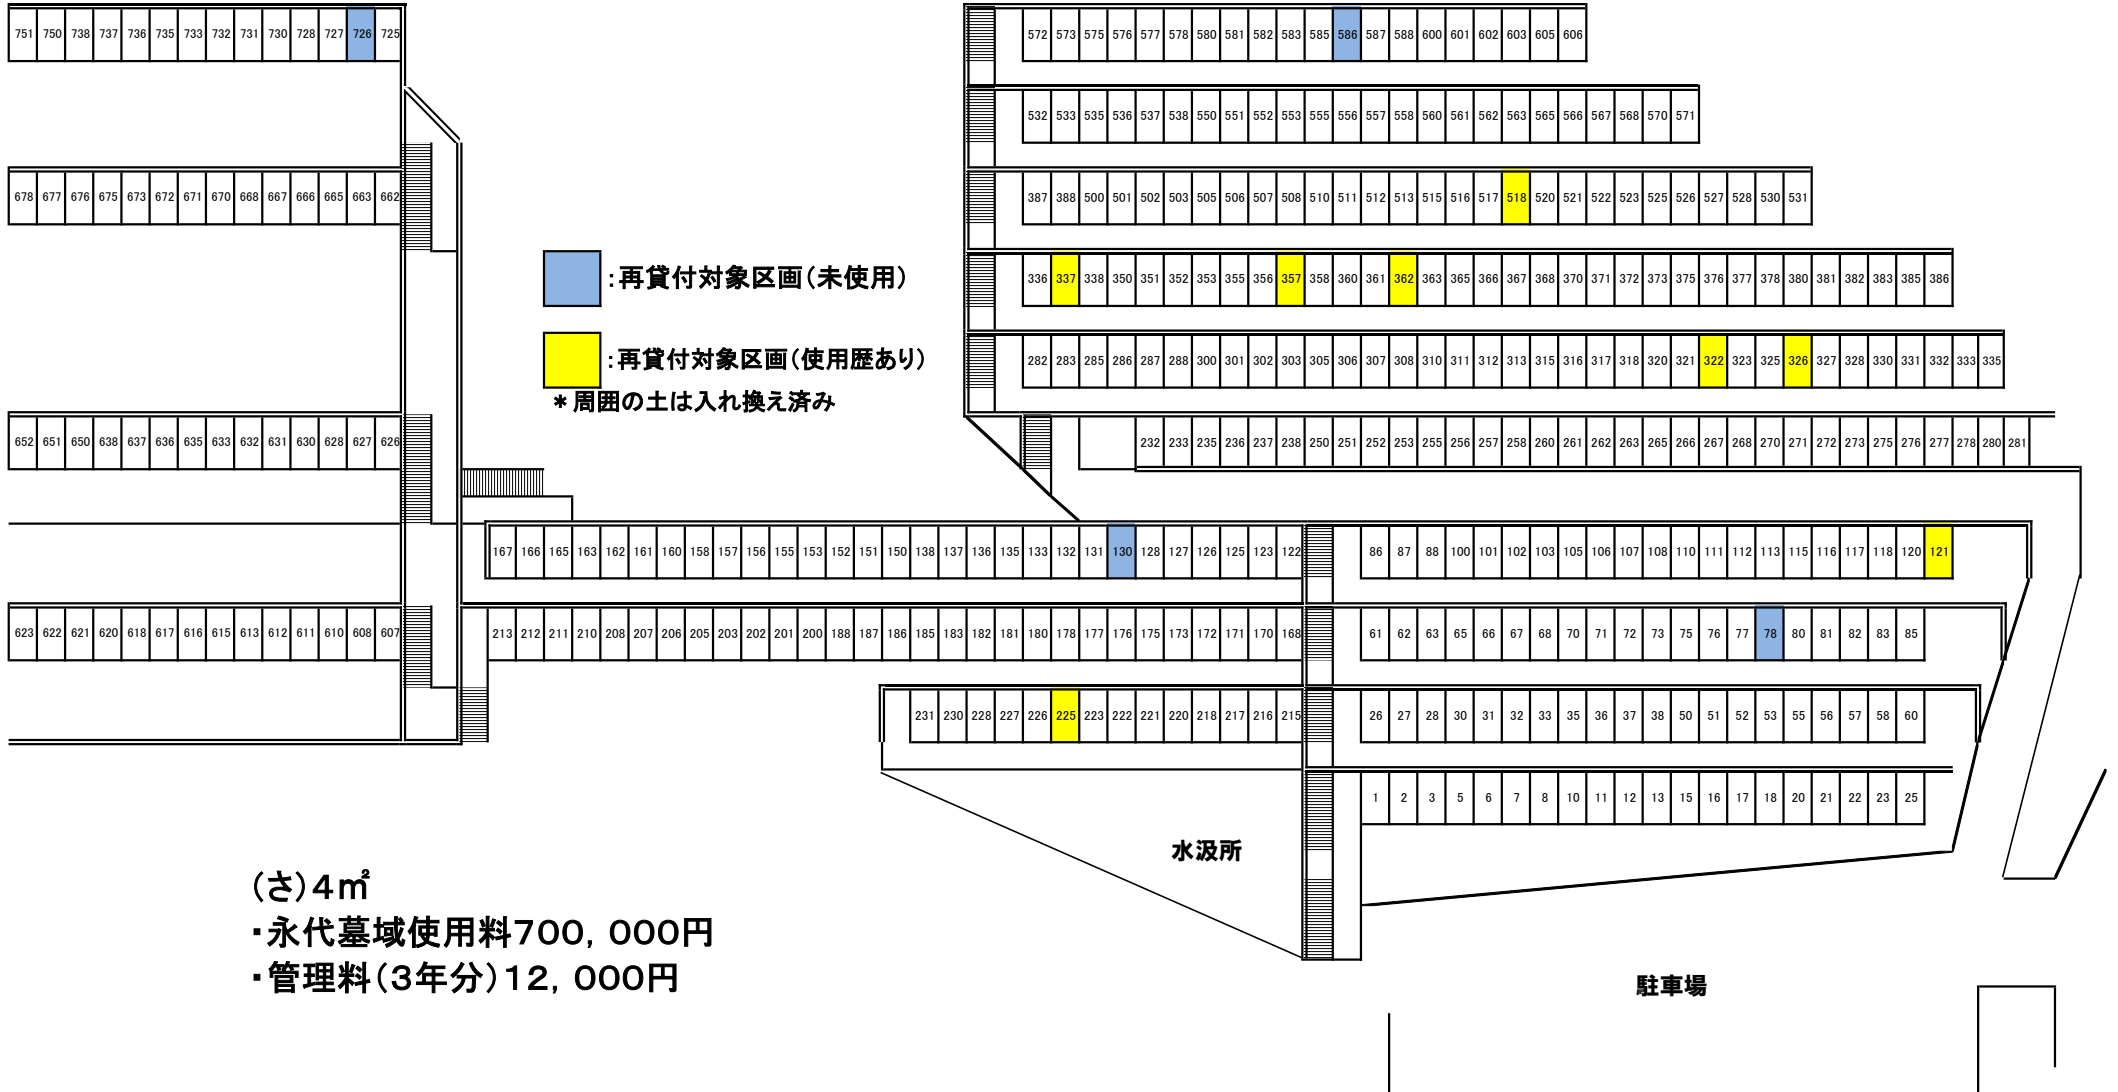 751 750 738 737 736 735 733 732 731 730 728 727 726 725
572 573 575 576 577 578 580 581 582 583 585 586 587 588 600 601 602 603 605 606
532 533 535 536 537 538 550 551 552 553 555 556 557 558 560 561 562 563 565 566 567 568 570 571
678 677 676 675 673 672 671 670 668 667 666 665 663 662
387 388 500 501 502 503 505 506 507 508 510 511 512 513 515 516 517 518 520 521 522 523 525 526 527 528 530 531
:再貸付対象区画(未使用)
336 337 338 350 351 352 353 355 356 357 358 360 361 362 363 365 366 367 368 370 371 372 373 375 376 377 378 380 381 382 383 385 386
:再貸付対象区画(使用歴あり)
282 283 285 286 287 288 300 301 302 303 305 306 307 308 310 311 312 313 315 316 317 318 320 321 322 323 325 326 327 328 330 331 332 333 335
*周囲の土は入れ換え済み
652 651 650 638 637 636 635 633 632 631 630 628 627 626
232 233 235 236 237 238 250 251 252 253 255 256 257 258 260 261 262 263 265 266 267 268 270 271 272 273 275 276 277 278 280 281
167 166 165 163 162 161 160 158 157 156 155 153 152 151 150 138 137 136 135 133 132 131 130 128 127 126 125 123 122
86 87 88 100 101 102 103 105 106 107 108 110 111 112 113 115 116 117 118 120 121
623 622 621 620 618 617 616 615 613 612 611 610 608 607
213 212 211 210 208 207 206 205 203 202 201 200 188 187 186 185 183 182 181 180 178 177 176 175 173 172 171 170 168
61 62 63 65 66 67 68 70 71 72 73 75 76 77 78 80 81 82 83 85
231 230 228 227 226 225 223 222 221 220 218 217 216 215
26 27 28 30 31 32 33 35 36 37 38 50 51 52 53 55 56 57 58 60
1 2 3 5 6 7 8 10 11 12 13 15 16 17 18 20 21 22 23 25
水汲所
(さ)4㎡
・永代墓域使用料700,000円
・管理料(3年分)12,000円
駐車場